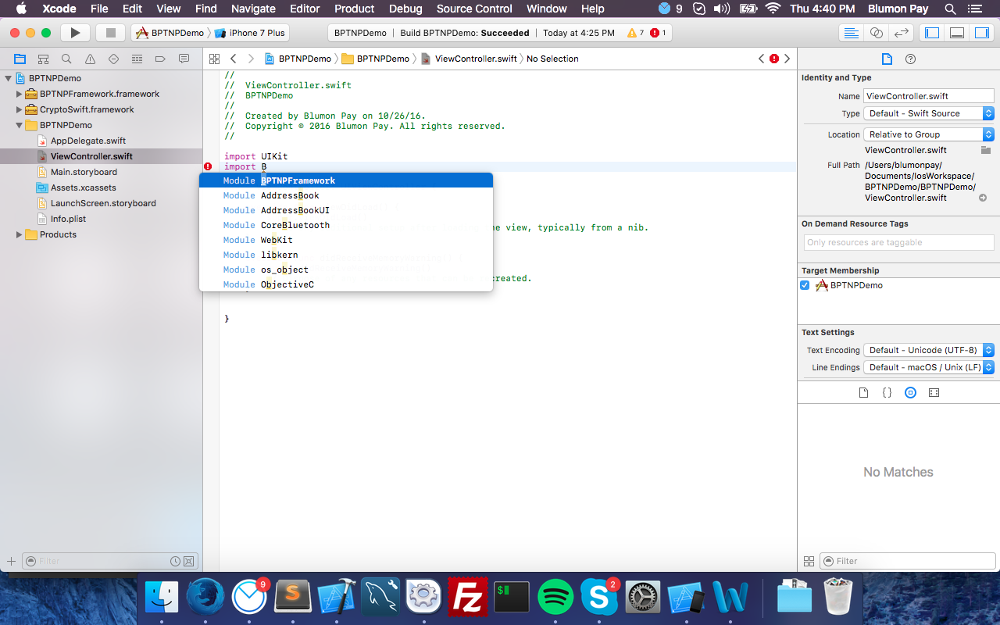 Xcode File Edit View Find Navigate Editor Product Debug Source Control Window Help 9 Thu 4:40 PM Blumon Pay
BPTNPDemo iPhone 7 Plus BPTNPDemo | Build BPTNPDemo: Succeeded | Today at 4:25 PM 7 1
BPTNPDemo BPTNPDemo ViewController.swift No Selection
BPTNPDemo
BPTNPFramework.framework
CryptoSwift.framework
BPTNPDemo
AppDelegate.swift
ViewController.swift
Main.storyboard
Assets.xcassets
LaunchScreen.storyboard
Info.plist
Products
Filter
//
// ViewController.swift
// BPTNPDemo
//
// Created by Blumon Pay on 10/26/16.
// Copyright © 2016 Blumon Pay. All rights reserved.
//
import UIKit
import B
Module BPTNPFramework
Module AddressBook
Module AddressBookUI
Module CoreBluetooth
Module WebKit
Module libkern
Module os_object
Module ObjectiveC
the view, typically from a nib.
}
Identity and Type
Name ViewController.swift
Type Default - Swift Source
Location Relative to Group
ViewController.swift
Full Path /Users/blumonpay/
Documents/IosWorkspace/
BPTNPDemo/BPTNPDemo/
ViewController.swift
On Demand Resource Tags
Only resources are taggable
Target Membership
BPTNPDemo
Text Settings
Text Encoding Default - Unicode (UTF-8)
Line Endings Default - macOS / Unix (LF)
No Matches
Filter
9
S
$
Fz
S 2
W